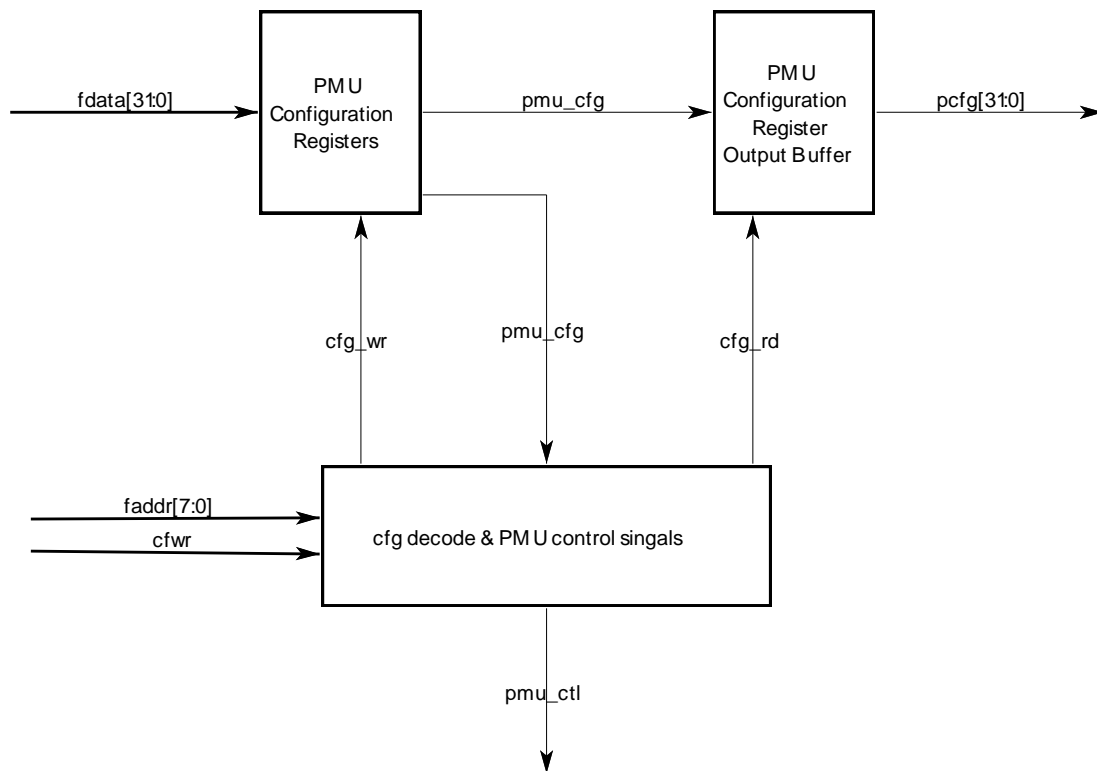 PMU
Configuration
Registers
PMU
Configuration
Register
Output Buffer
fdata[31:0]
pmu_cfg
pcfg[31:0]
cfg_wr
pmu_cfg
cfg_rd
faddr[7:0]
cfwr
cfg decode & PMU control singals
pmu_ctl